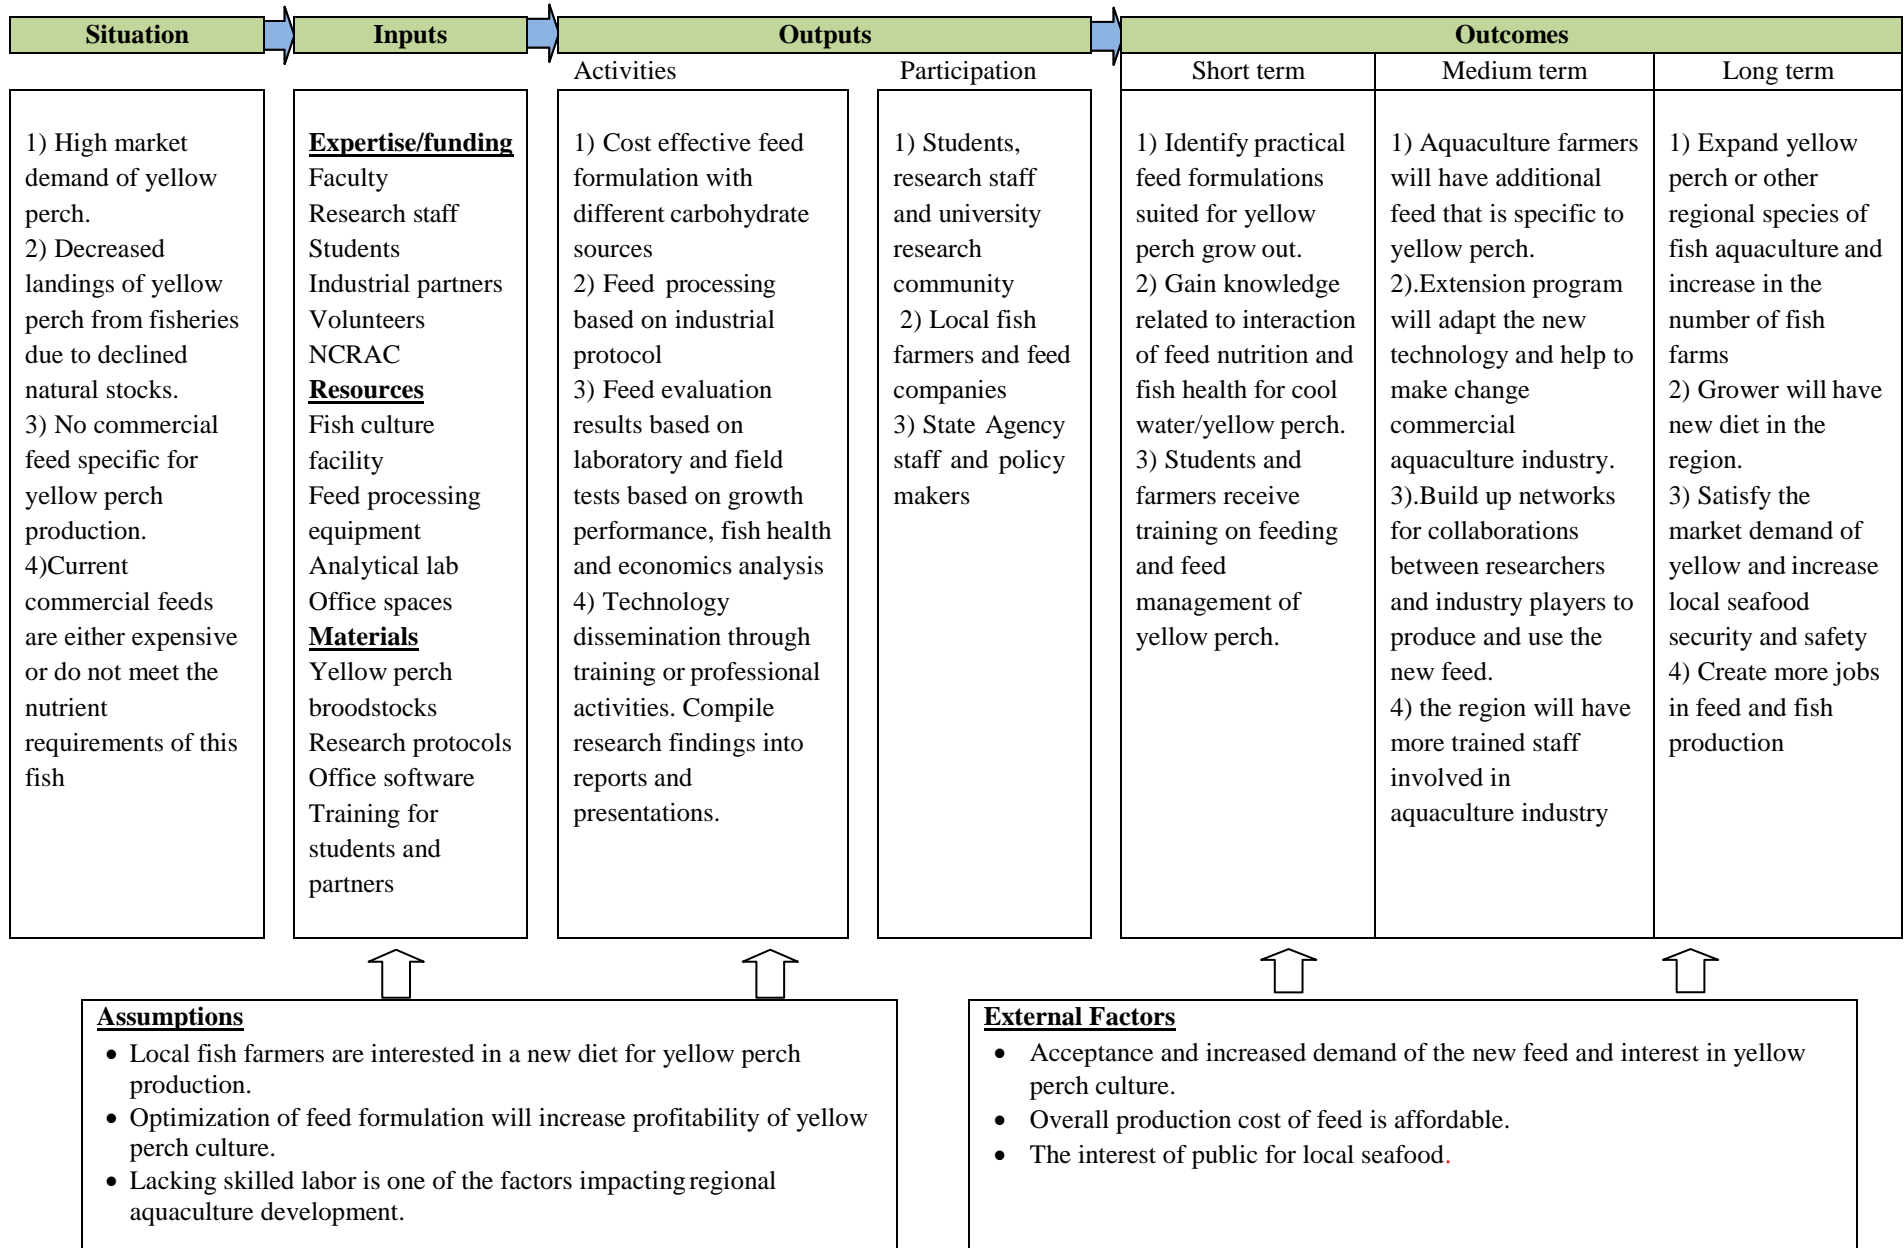 Situation
Inputs
Outputs
Outcomes
Activities
Participation
Short term
Medium term
Long term
1) High market
demand of yellow
perch.
2) Decreased
landings of yellow
perch from fisheries
due to declined
natural stocks.
3) No commercial
feed specific for
yellow perch
production.
4)Current
commercial feeds
are either expensive
or do not meet the
nutrient
requirements of this
fish
Expertise/funding
Faculty
Research staff
Students
Industrial partners
Volunteers
NCRAC
Resources
Fish culture
facility
Feed processing
equipment
Analytical lab
Office spaces
Materials
Yellow perch
broodstocks
Research protocols
Office software
Training for
students and
partners
1) Cost effective feed
formulation with
different carbohydrate
sources
2) Feed processing
based on industrial
protocol
3) Feed evaluation
results based on
laboratory and field
tests based on growth
performance, fish health
and economics analysis
4) Technology
dissemination through
training or professional
activities. Compile
research findings into
reports and
presentations.
1) Students,
research staff
and university
research
community
2) Local fish
farmers and feed
companies
3) State Agency
staff and policy
makers
1) Identify practical
feed formulations
suited for yellow
perch grow out.
2) Gain knowledge
related to interaction
of feed nutrition and
fish health for cool
water/yellow perch.
3) Students and
farmers receive
training on feeding
and feed
management of
yellow perch.
1) Aquaculture farmers
will have additional
feed that is specific to
yellow perch.
2).Extension program
will adapt the new
technology and help to
make change
commercial
aquaculture industry.
3).Build up networks
for collaborations
between researchers
and industry players to
produce and use the
new feed.
4) the region will have
more trained staff
involved in
aquaculture industry
1) Expand yellow
perch or other
regional species of
fish aquaculture and
increase in the
number of fish
farms
2) Grower will have
new diet in the
region.
3) Satisfy the
market demand of
yellow and increase
local seafood
security and safety
4) Create more jobs
in feed and fish
production
Assumptions
• Local fish farmers are interested in a new diet for yellow perch
production.
• Optimization of feed formulation will increase profitability of yellow
perch culture.
• Lacking skilled labor is one of the factors impacting regional
aquaculture development.
External Factors
• Acceptance and increased demand of the new feed and interest in yellow
perch culture.
• Overall production cost of feed is affordable.
• The interest of public for local seafood.